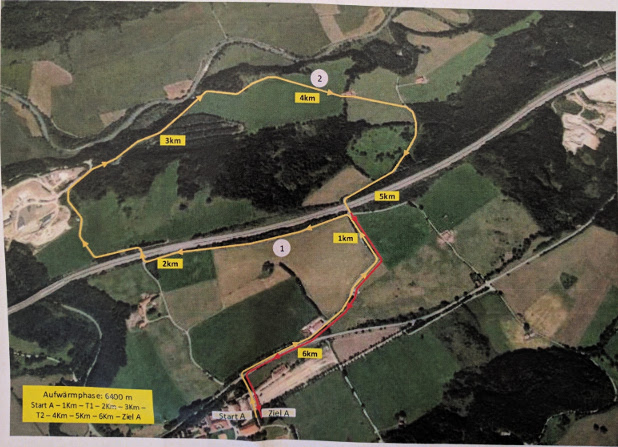 2
4km
3km
5km
1km
1
2km
6km
Aufwärmphase: 6400 m
Start A – 1Km – T1 – 2Km – 3Km –
T2 – 4Km – 5Km – 6Km – Ziel A
Start A
Ziel A